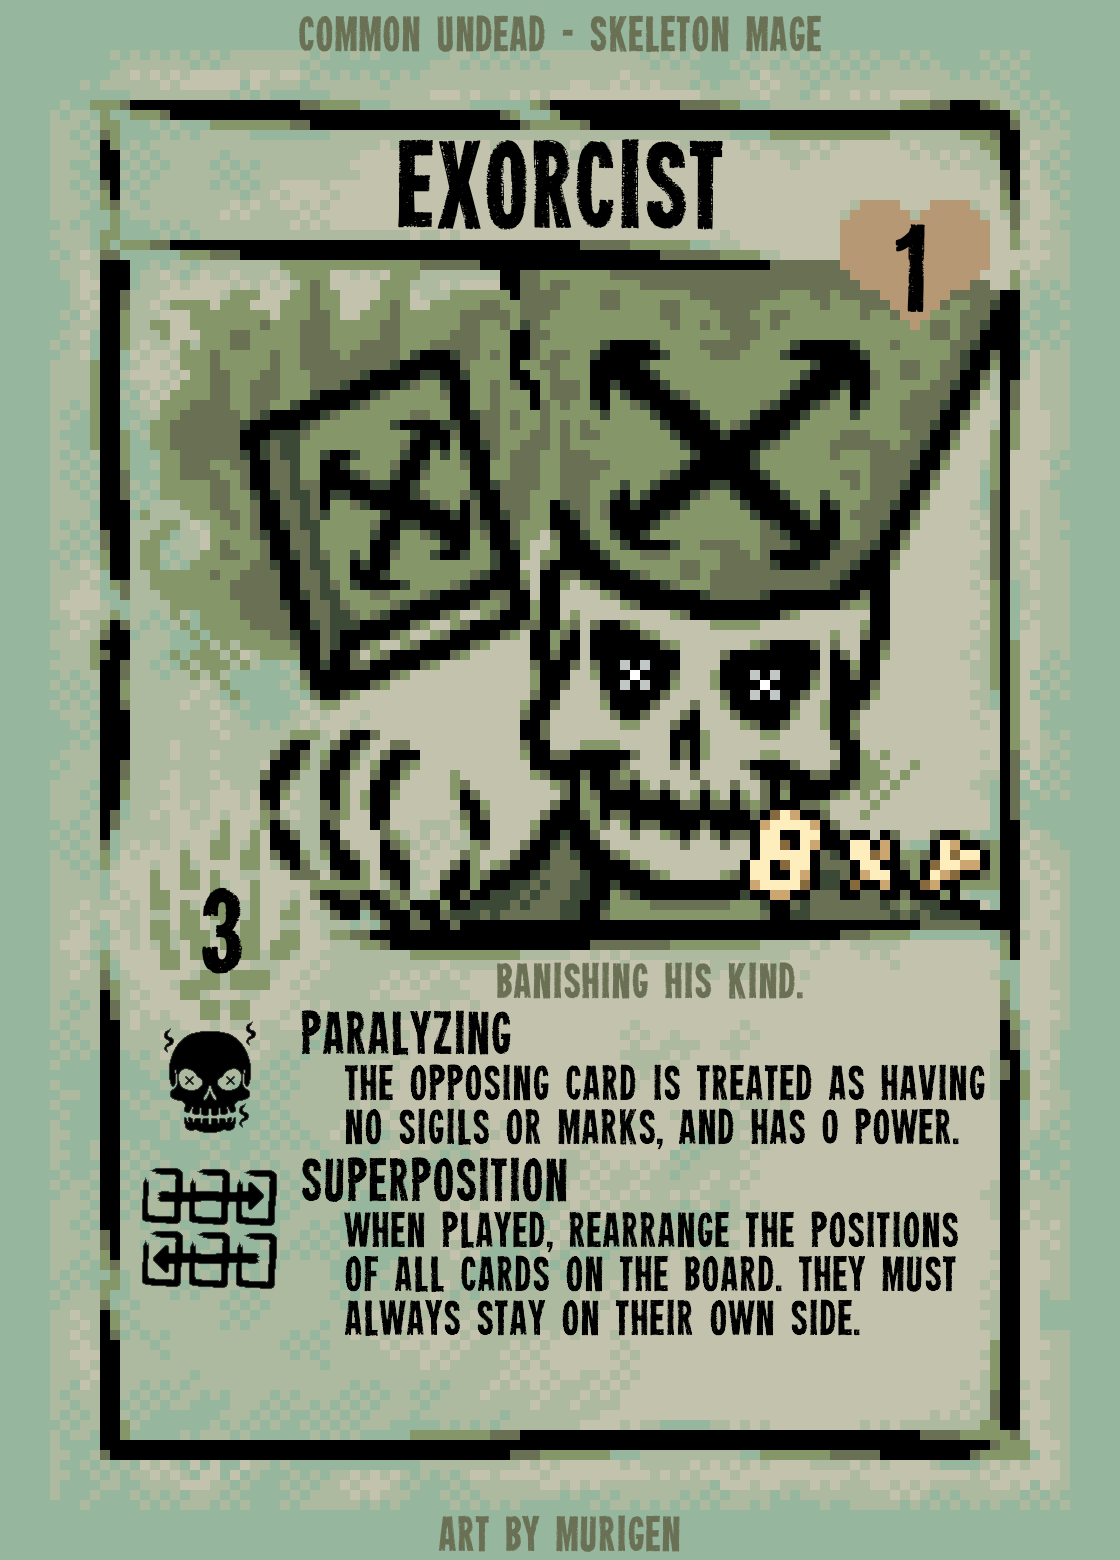 COMMON UNDEAD - SKELETON MAGE
EXORCIST
1
8
3
BANISHING HIS KIND.
PARALYZING
THE OPPOSING CARD IS TREATED AS HAVING
NO SIGILS OR MARKS, AND HAS 0 POWER.
SUPERPOSITION
WHEN PLAYED, REARRANGE THE POSITIONS
OF ALL CARDS ON THE BOARD. THEY MUST
ALWAYS STAY ON THEIR OWN SIDE.
ART BY MURIGEN